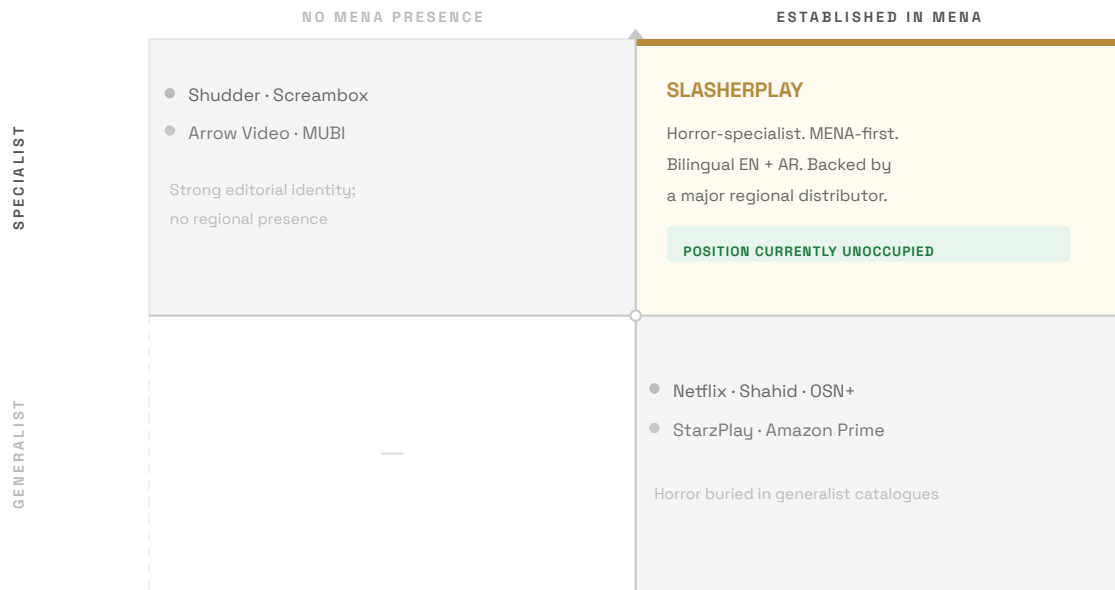 NO MENA PRESENCE
ESTABLISHED IN MENA
SPECIALIST
Shudder · Screambox
Arrow Video · MUBI
Strong editorial identity;
no regional presence
SLASHERPLAY
Horror-specialist. MENA-first.
Bilingual EN + AR. Backed by
a major regional distributor.
POSITION CURRENTLY UNOCCUPIED
GENERALIST
—
Netflix · Shahid · OSN+
StarzPlay · Amazon Prime
Horror buried in generalist catalogues